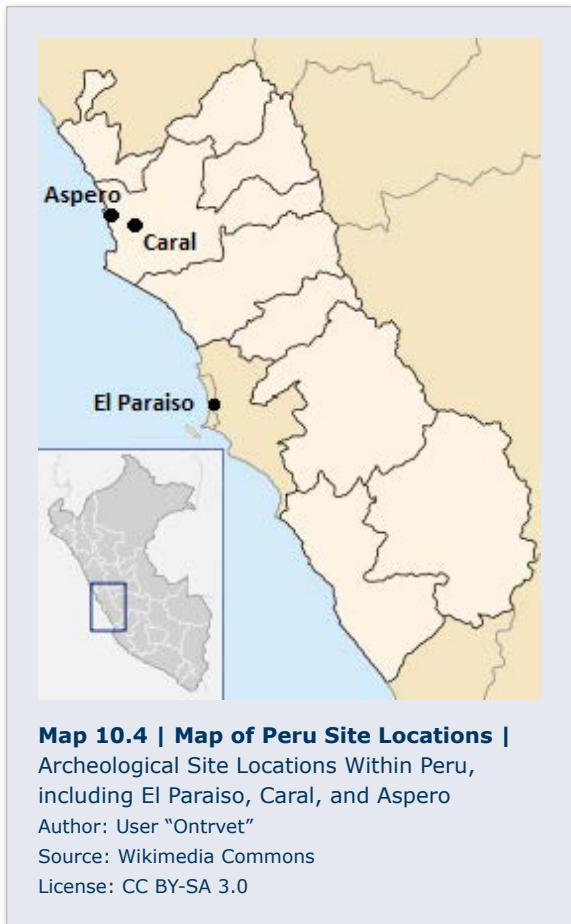 Aspero
Caral
El Paraiso
Map 10.4 | Map of Peru Site Locations |
Archeological Site Locations Within Peru,
including El Paraiso, Caral, and Aspero
Author: User “Ontrvet”
Source: Wikimedia Commons
License: CC BY-SA 3.0